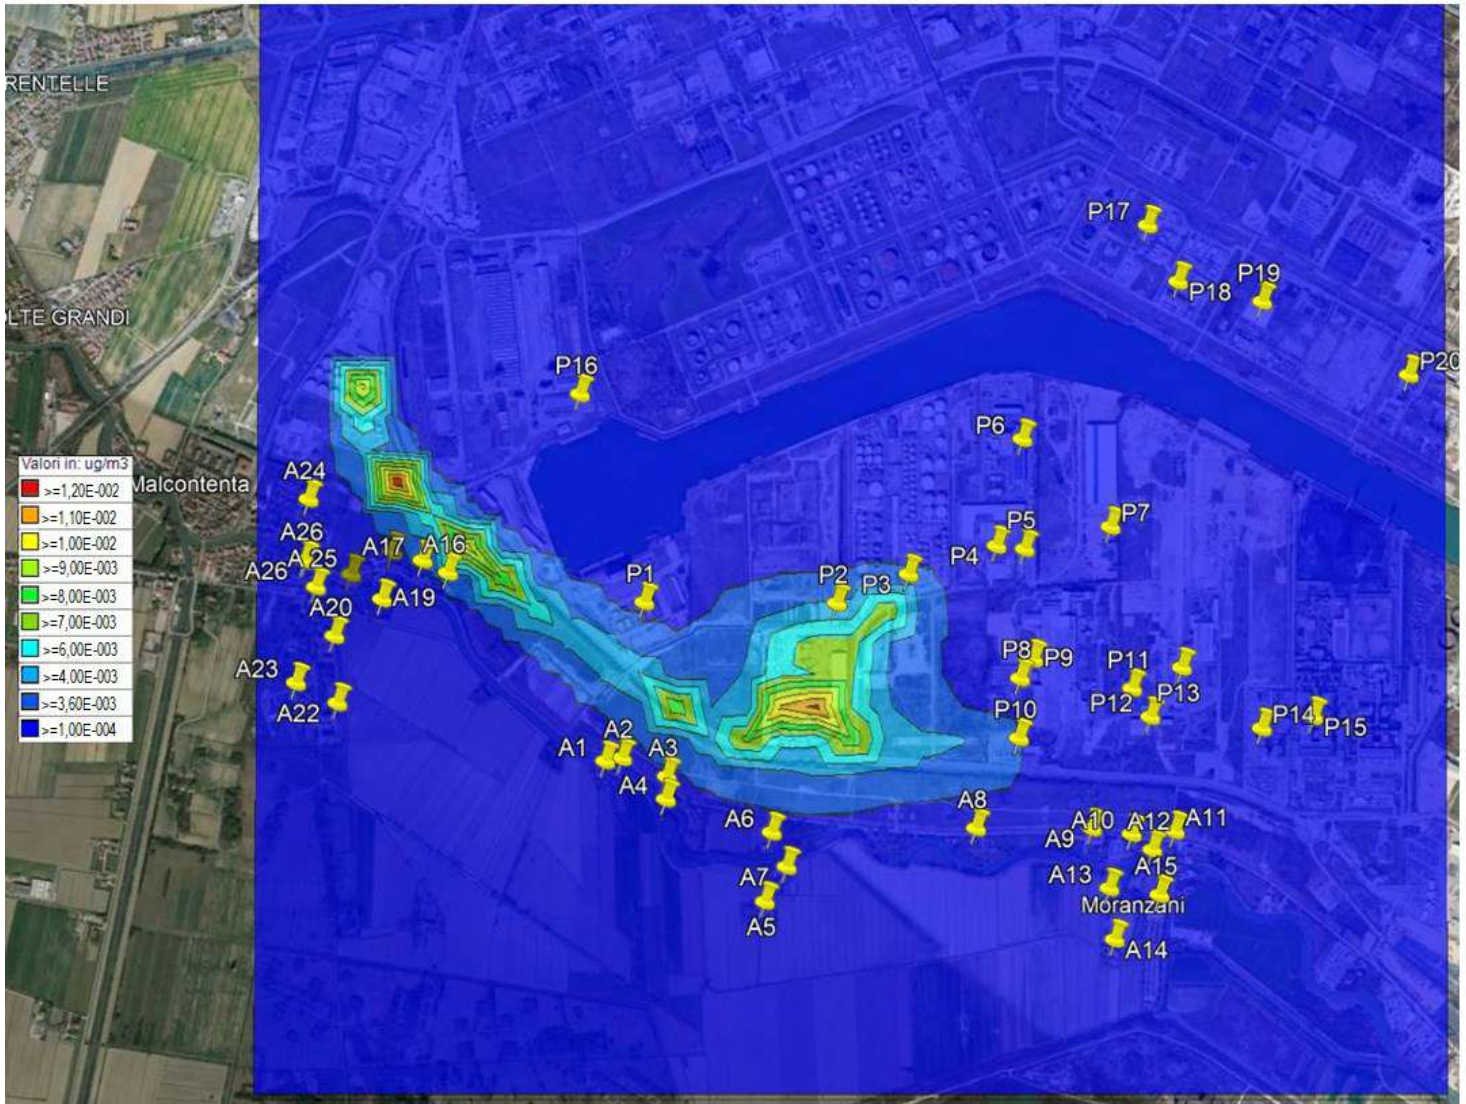 RENTELLE
P17
P18
P19
OLTE GRANDI
P16
P20
P6
Valori in: ug/m3
>=1,20E-002
>=1,10E-002
>=1,00E-002
>=9,00E-003
>=8,00E-003
>=7,00E-003
>=6,00E-003
>=4,00E-003
>=3,60E-003
>=1,00E-004
Malcontenta
A24
P7
P5
P4
A26
A17
A16
A25
A26
A19
A20
P1
P2
P3
A23
A22
P8
P9
P11
P10
P12
P13
P14
P15
A2
A1
A3
A4
A6
A8
A10
A12
A11
A9
A7
A15
A13
A5
Moranzani
A14